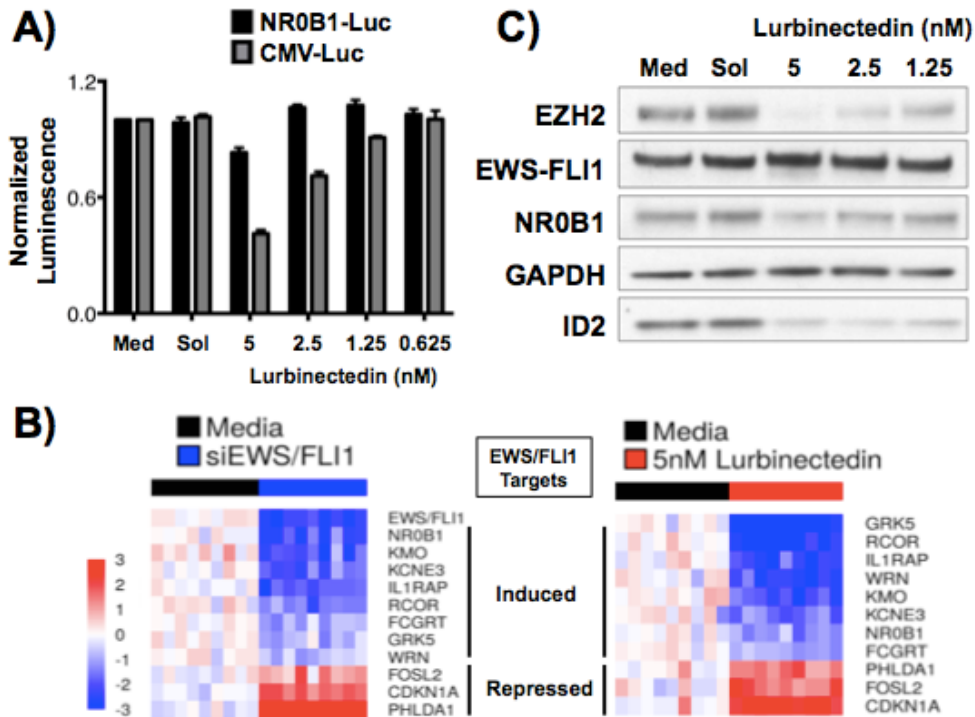 A)
NR0B1-Luc
CMV-Luc
Normalized
Luminescence
1.2
0.6
0.0
Med Sol 5 2.5 1.25 0.625
Lurbinectedin (nM)
C)
Lurbinectedin (nM)
Med Sol 5 2.5 1.25
EZH2
EWS-FLI1
NR0B1
GAPDH
ID2
B)
Media
siEWS/FLI1
3
2
1
0
-1
-2
-3
EWS/FLI1
NR0B1
KMO
KCNE3
IL1RAP
RCOR
FCGRT
GRK5
WRN
FOSL2
CDKN1A
PHLDA1
EWS/FLI1
Targets
Induced
Repressed
Media
5nM Lurbinectedin
GRK5
RCOR
IL1RAP
WRN
KMO
KCNE3
NR0B1
FCGRT
PHLDA1
FOSL2
CDKN1A